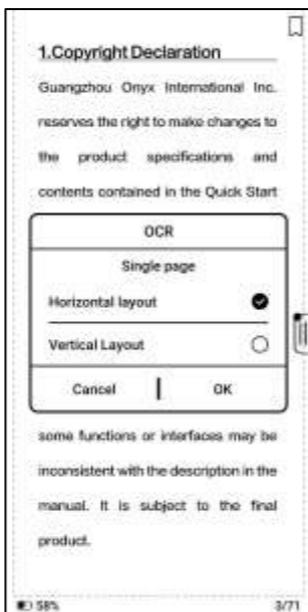 1.Copyright Declaration
Guangzhou Onyx International Inc.
reserves the right to make changes to
the product specifications and
contents contained in the Quick Start
OCR
Single page
Horizontal layout
Vertical Layout
Cancel
OK
some functions or interfaces may be
inconsistent with the description in the
manual. It is subject to the final
product.
58%
3/71